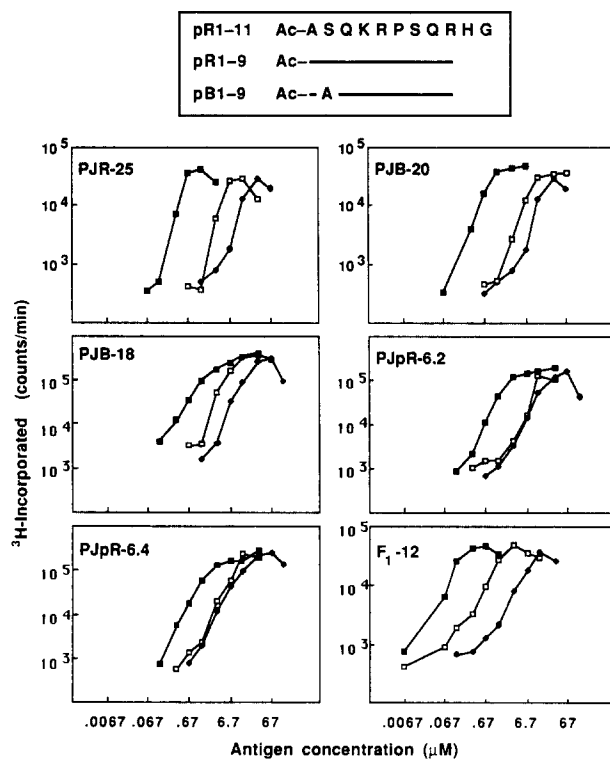 pR1–11 Ac–A S Q K R P S Q R H G
pR1–9 Ac–
pB1–9 Ac–– A
10⁵ PJR-25
10⁴
10³
10⁵ PJB-20
10⁴
10³
PJB-18
10⁵
10⁴
10³
PJpR-6.2
10⁵
10⁴
10³
PJpR-6.4
10⁵
10⁴
10³
10⁵ F₁-12
10⁴
10³
³H-Incorporated (counts/min)
.0067 .067 .67 6.7 67
.0067 .067 .67 6.7 67
Antigen concentration (μM)